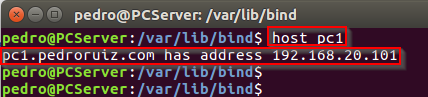 pedro@PCServer: /var/lib/bind
pedro@PCServer:/var/lib/bind$ host pc1
pc1.pedroruiz.com has address 192.168.20.101
pedro@PCServer:/var/lib/bind$
pedro@PCServer:/var/lib/bind$